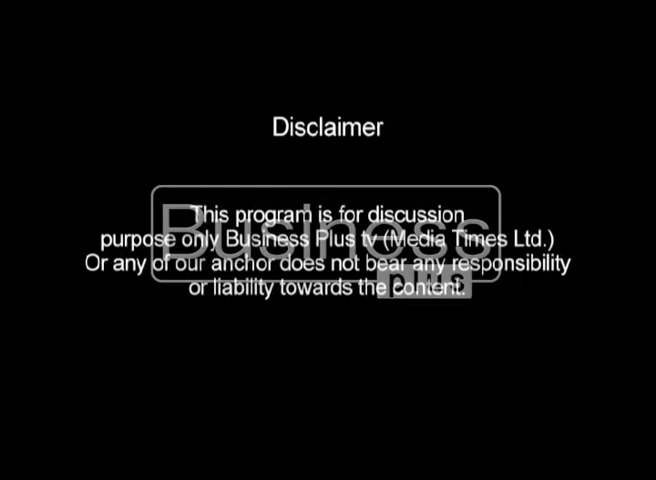 Disclaimer
This program is for discussion
purpose only Business Plus tv (Media Times Ltd.)
Or any of our anchor does not bear any responsibility
or liability towards the content.
Business
plus